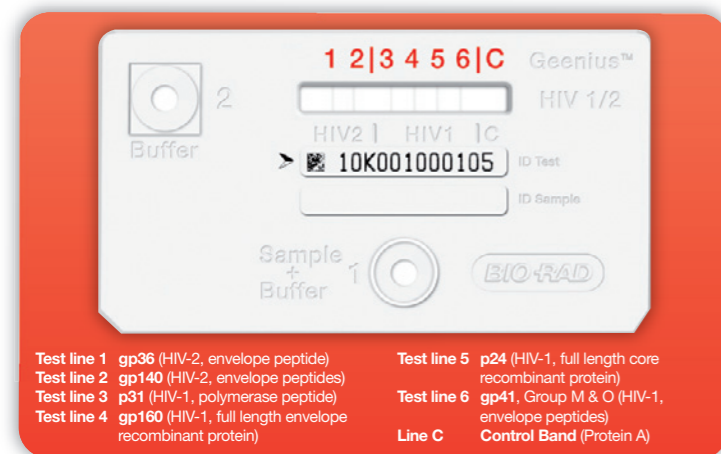 1 2|3 4 5 6|C
Geenius™
HIV 1/2
2
Buffer
HIV2 | HIV1 |C
10K001000105
ID Test
ID Sample
Sample
+
Buffer
1
BIO-RAD
Test line 1 gp36 (HIV-2, envelope peptide)
Test line 2 gp140 (HIV-2, envelope peptides)
Test line 3 p31 (HIV-1, polymerase peptide)
Test line 4 gp160 (HIV-1, full length envelope
recombinant protein)
Test line 5 p24 (HIV-1, full length core
recombinant protein)
Test line 6 gp41, Group M & O (HIV-1,
envelope peptides)
Line C Control Band (Protein A)